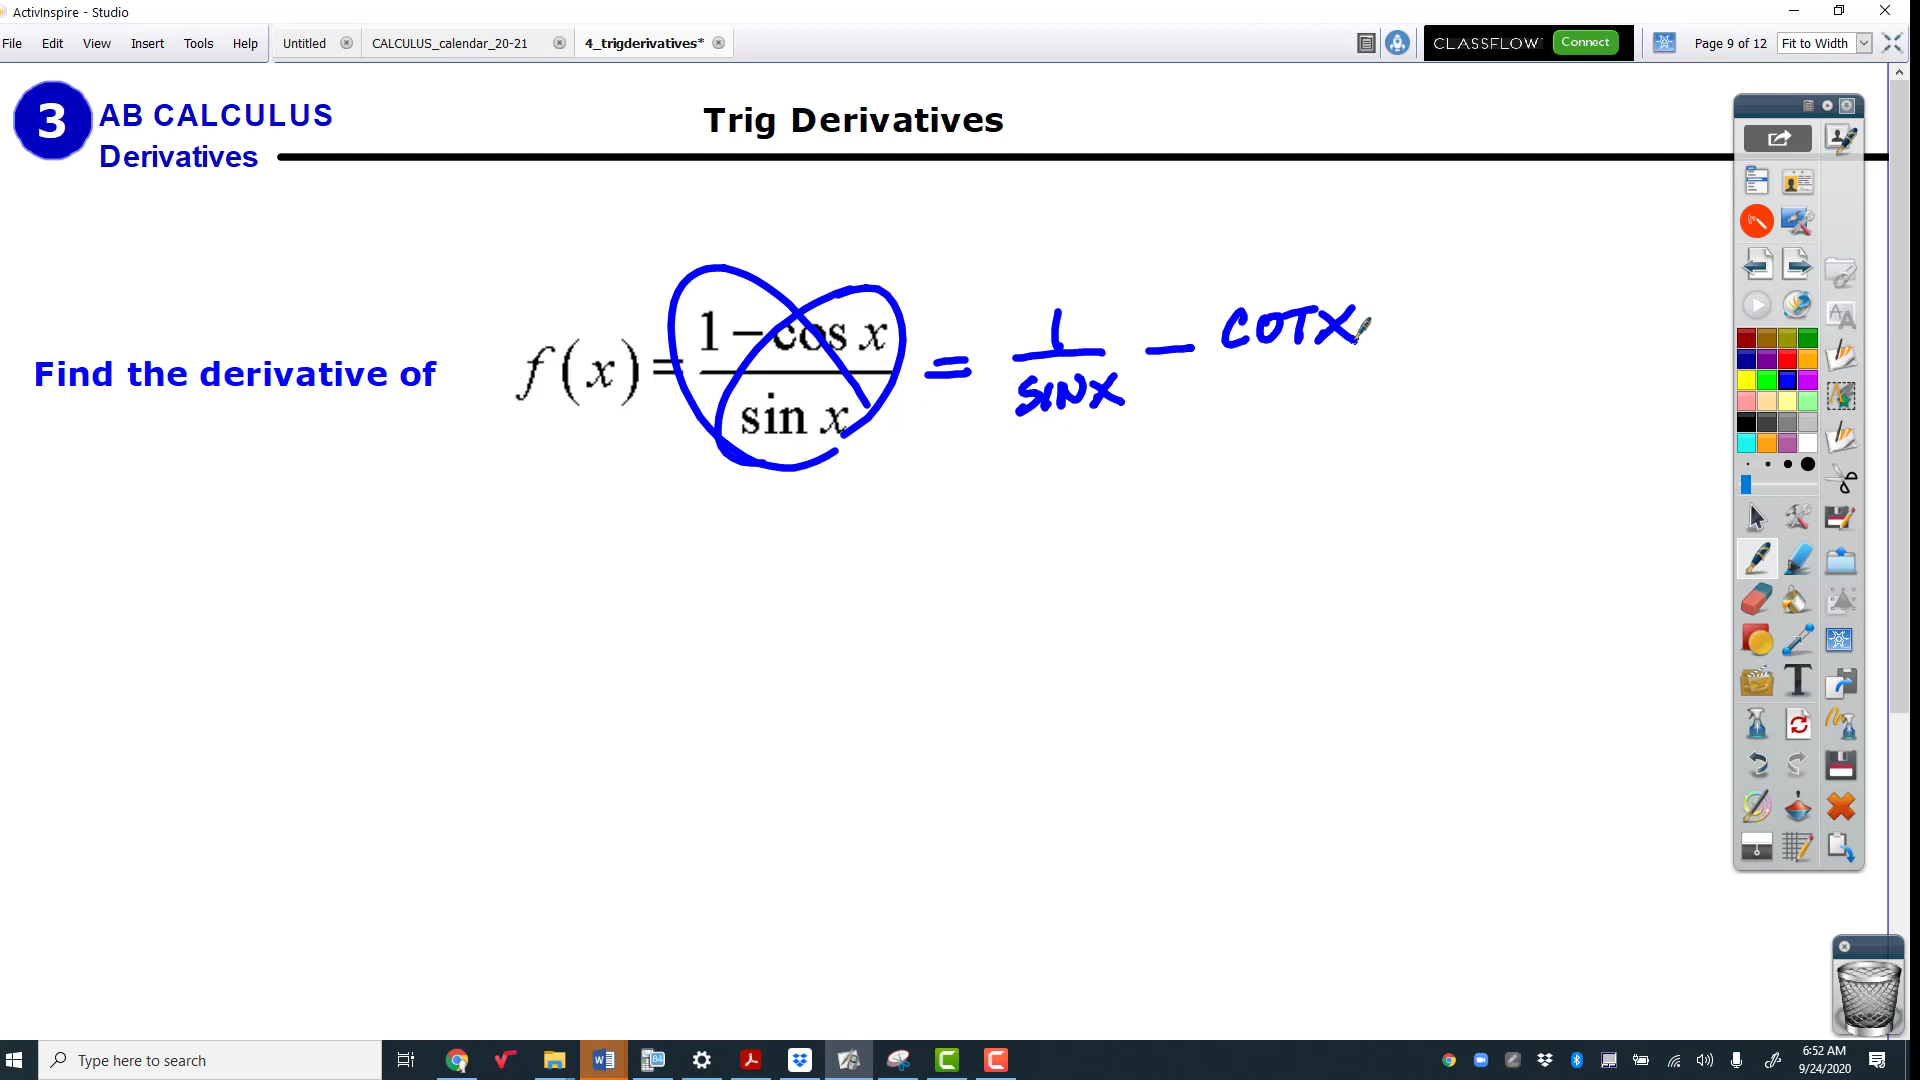 ActivInspire - Studio
File Edit View Insert Tools Help
Untitled CALCULUS_calendar_20-21 4_trigderivatives*
CLASSFLOW Connect
Page 9 of 12 Fit to Width
3 AB CALCULUS
Derivatives
Trig Derivatives
Find the derivative of f(x) = (1 − cos x)/(sin x) = 1/SINX − COTX
T
Type here to search
84
6:52 AM
9/24/2020